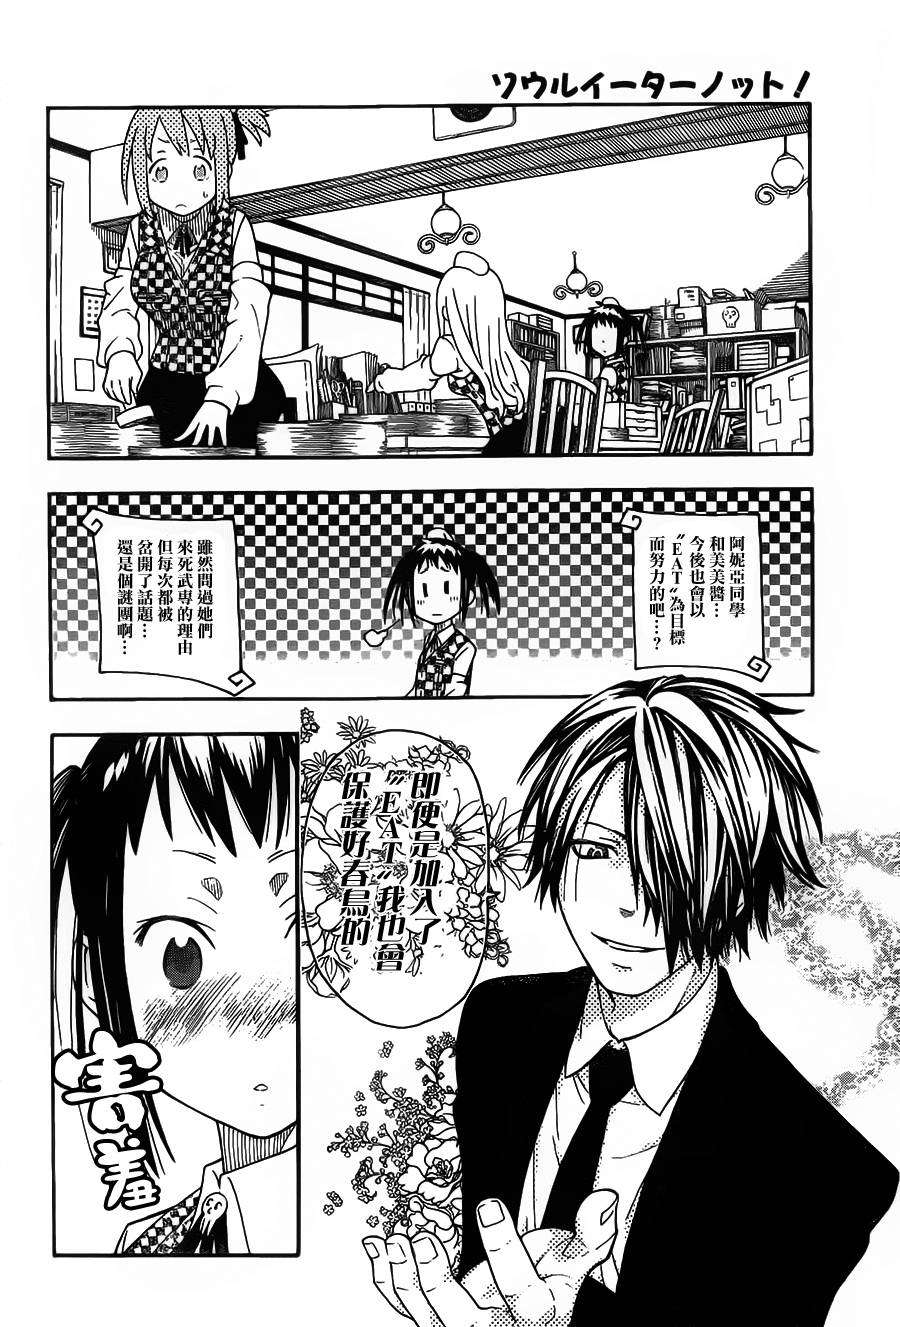 ソウルイーターノット!
阿妮亞同學
和美美醬…
今後也會以
〝EAT〞為目標
而努力的吧…?
雖然問過她們
來死武專的理由
但每次都被
岔開了話題…
還是個謎團啊…
即便是加入了
〝EAT〞我也會
保護好春鳥的
害羞